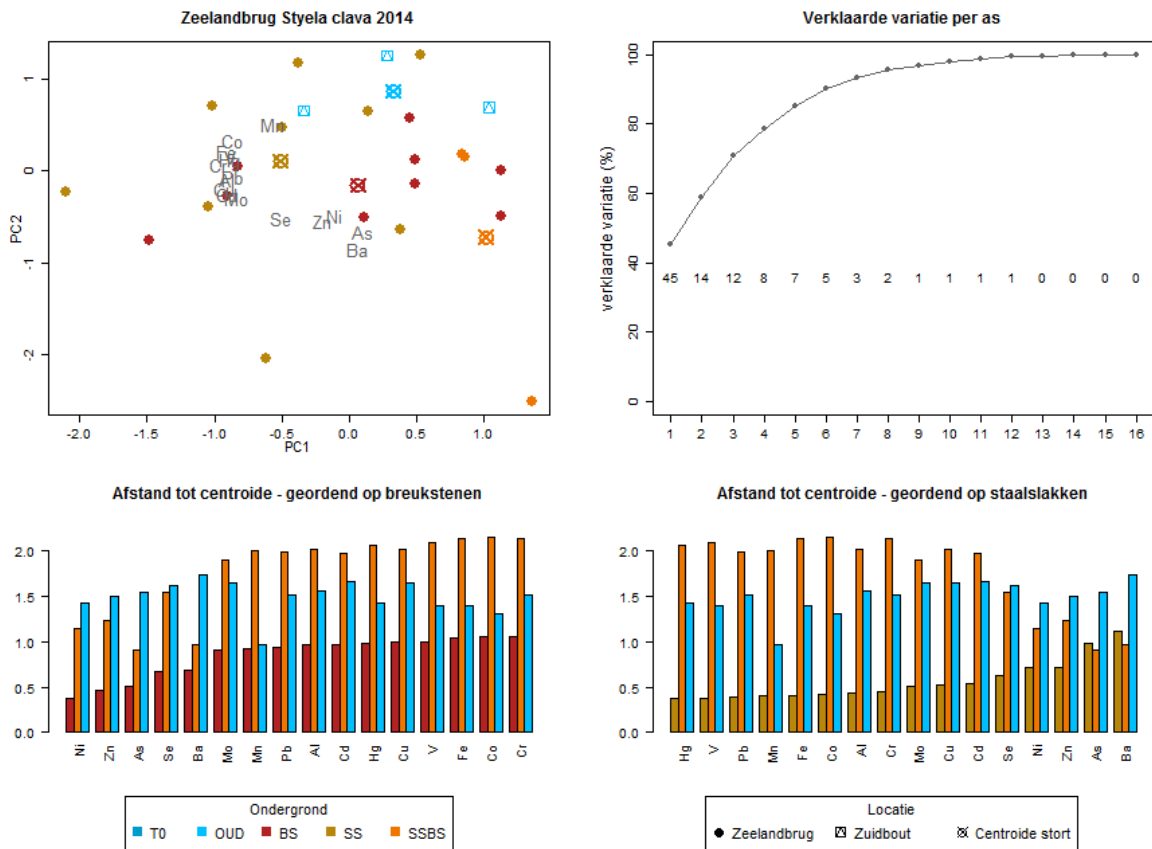 Zeelandbrug Styela clava 2014
PC2
1
0
-1
-2
Mn
Co
Fe
Cr
Mo
Se
Zn
Ni
As
Ba
-2.0 -1.5 -1.0 -0.5 0.0 0.5 1.0
PC1
Verklaarde variatie per as
verklaarde variatie (%)
100
80
60
40
20
0
45 14 12 8 7 5 3 2 1 1 1 1 0 0 0 0
1 2 3 4 5 6 7 8 9 10 11 12 13 14 15 16
Afstand tot centroide - geordend op breukstenen
2.0
1.5
1.0
0.5
0.0
Ni Zn As Se Ba Mo Mn Pb Al Cd Hg Cu V Fe Co Cr
Afstand tot centroide - geordend op staalslakken
2.0
1.5
1.0
0.5
0.0
Hg V Pb Mn Fe Co Al Cr Mo Cu Cd Se Ni Zn As Ba
Ondergrond
T0 OUD BS SS SSBS
Locatie
Zeelandbrug Zuidbout Centroide stort